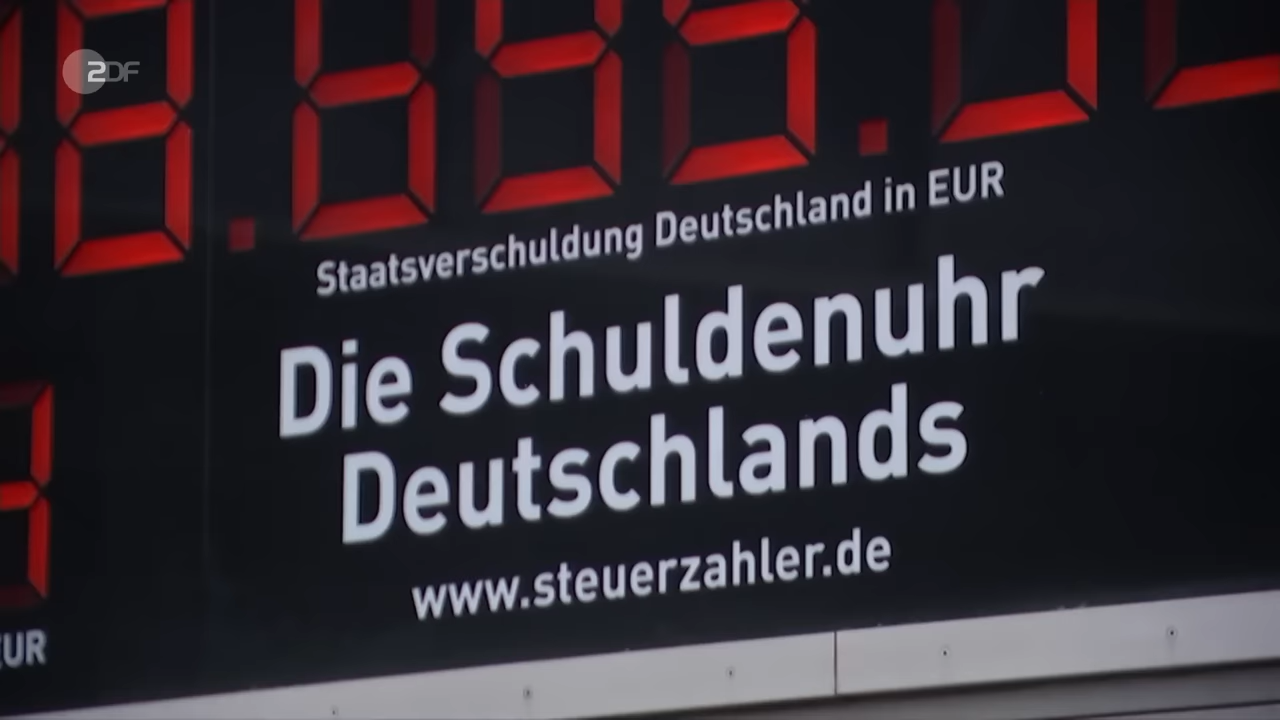 ZDF
Staatsverschuldung Deutschland in EUR
Die Schuldenuhr
Deutschlands
www.steuerzahler.de
EUR